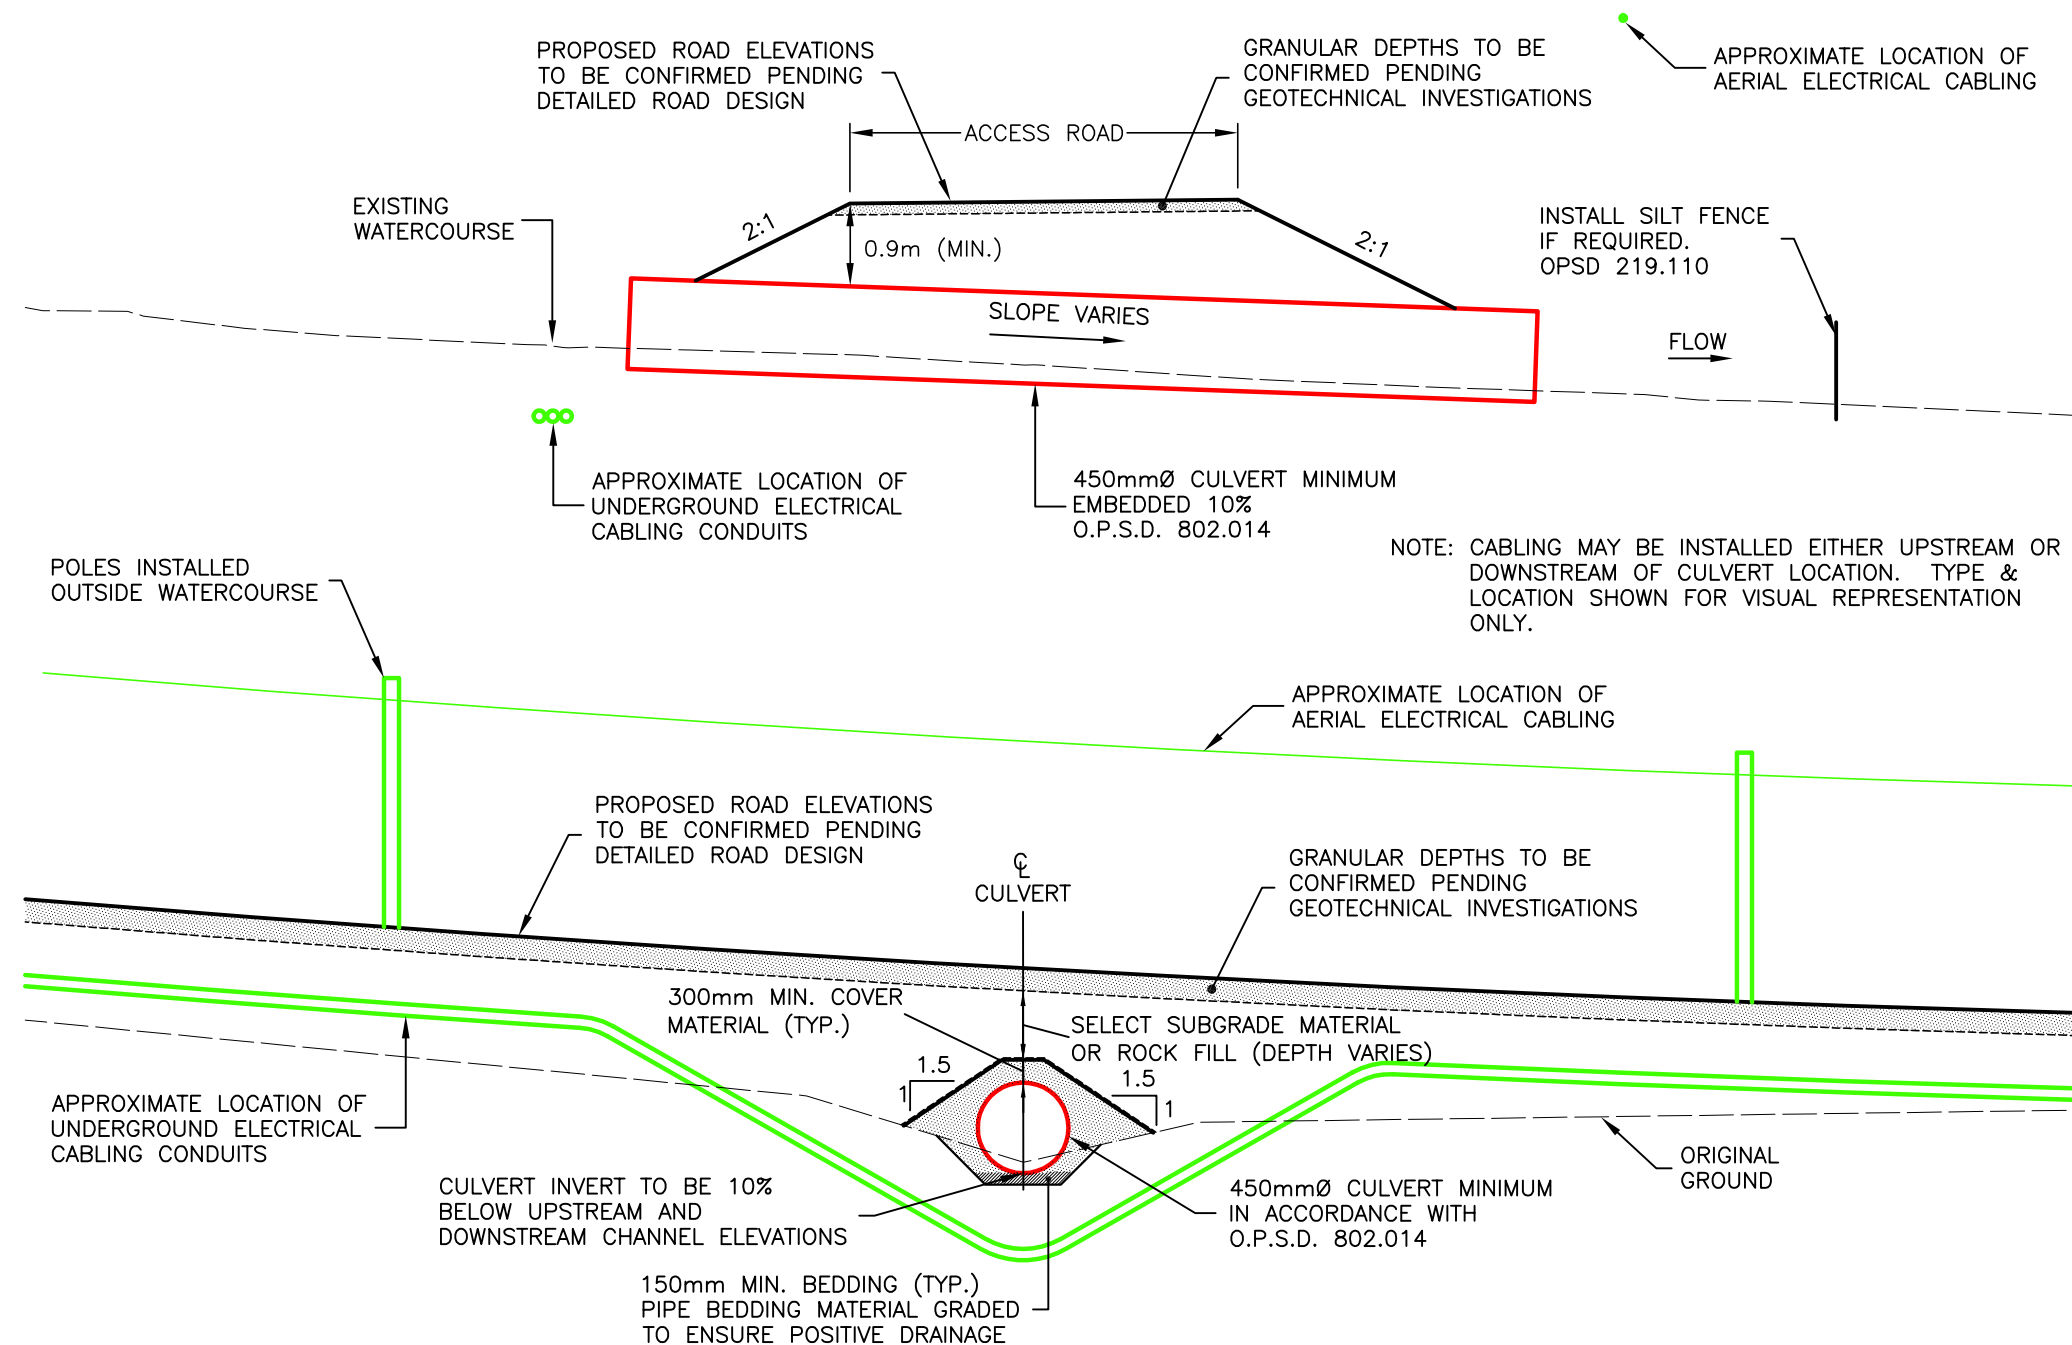 PROPOSED ROAD ELEVATIONS
TO BE CONFIRMED PENDING
DETAILED ROAD DESIGN
GRANULAR DEPTHS TO BE
CONFIRMED PENDING
GEOTECHNICAL INVESTIGATIONS
APPROXIMATE LOCATION OF
AERIAL ELECTRICAL CABLING
ACCESS ROAD
EXISTING
WATERCOURSE
2:1
0.9m (MIN.)
2:1
INSTALL SILT FENCE
IF REQUIRED.
OPSD 219.110
SLOPE VARIES
FLOW
APPROXIMATE LOCATION OF
UNDERGROUND ELECTRICAL
CABLING CONDUITS
450mmØ CULVERT MINIMUM
EMBEDDED 10%
O.P.S.D. 802.014
NOTE: CABLING MAY BE INSTALLED EITHER UPSTREAM OR
DOWNSTREAM OF CULVERT LOCATION. TYPE &
LOCATION SHOWN FOR VISUAL REPRESENTATION
ONLY.
POLES INSTALLED
OUTSIDE WATERCOURSE
APPROXIMATE LOCATION OF
AERIAL ELECTRICAL CABLING
PROPOSED ROAD ELEVATIONS
TO BE CONFIRMED PENDING
DETAILED ROAD DESIGN
℄
CULVERT
GRANULAR DEPTHS TO BE
CONFIRMED PENDING
GEOTECHNICAL INVESTIGATIONS
300mm MIN. COVER
MATERIAL (TYP.)
SELECT SUBGRADE MATERIAL
OR ROCK FILL (DEPTH VARIES)
1.5
1
1.5
1
APPROXIMATE LOCATION OF
UNDERGROUND ELECTRICAL
CABLING CONDUITS
ORIGINAL
GROUND
CULVERT INVERT TO BE 10%
BELOW UPSTREAM AND
DOWNSTREAM CHANNEL ELEVATIONS
450mmØ CULVERT MINIMUM
IN ACCORDANCE WITH
O.P.S.D. 802.014
150mm MIN. BEDDING (TYP.)
PIPE BEDDING MATERIAL GRADED
TO ENSURE POSITIVE DRAINAGE